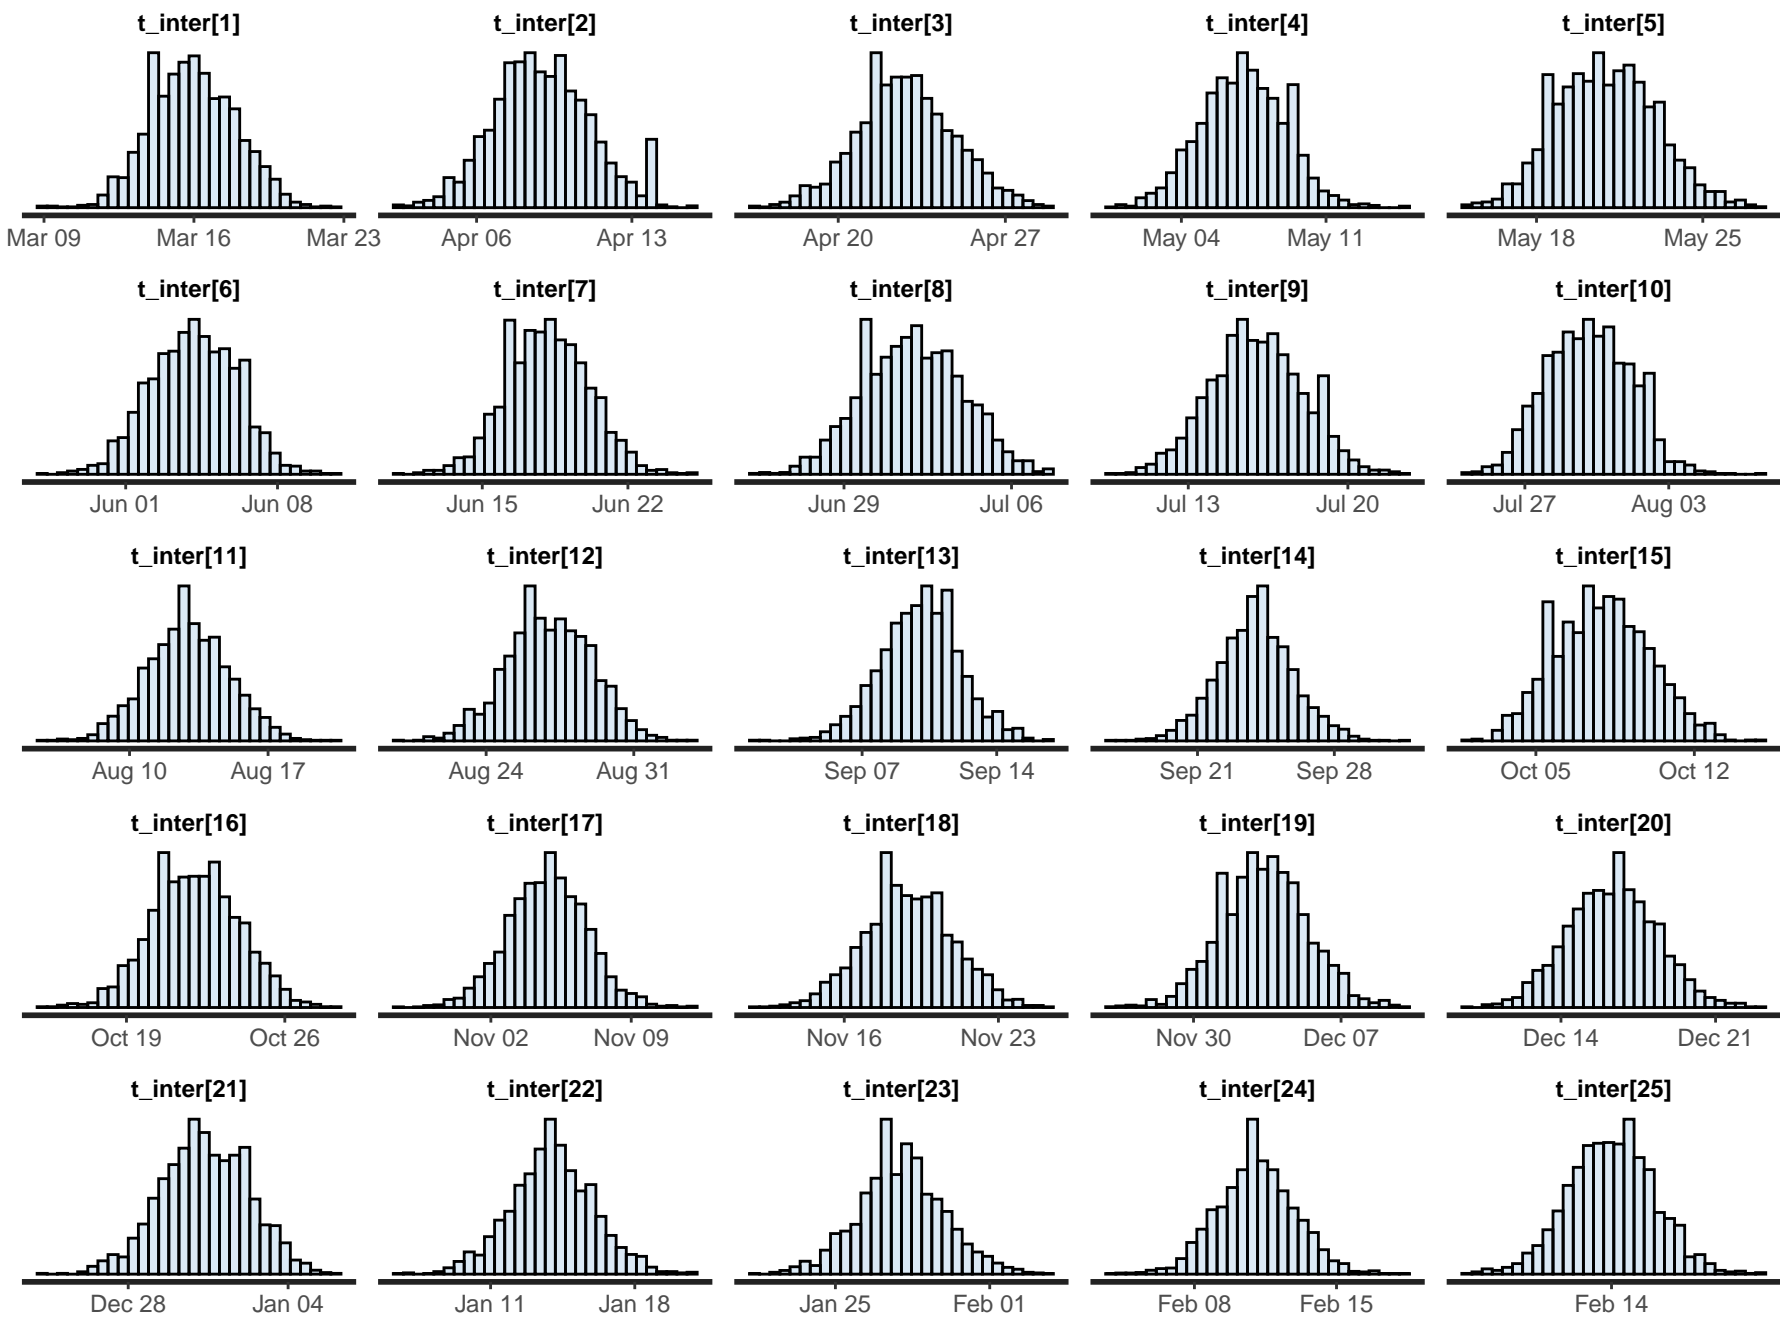 t_inter[1] t_inter[2] t_inter[3] t_inter[4] t_inter[5]
Mar 09 Mar 16 Mar 23 Apr 06 Apr 13 Apr 20 Apr 27 May 04 May 11 May 18 May 25
t_inter[6] t_inter[7] t_inter[8] t_inter[9] t_inter[10]
Jun 01 Jun 08 Jun 15 Jun 22 Jun 29 Jul 06 Jul 13 Jul 20 Jul 27 Aug 03
t_inter[11] t_inter[12] t_inter[13] t_inter[14] t_inter[15]
Aug 10 Aug 17 Aug 24 Aug 31 Sep 07 Sep 14 Sep 21 Sep 28 Oct 05 Oct 12
t_inter[16] t_inter[17] t_inter[18] t_inter[19] t_inter[20]
Oct 19 Oct 26 Nov 02 Nov 09 Nov 16 Nov 23 Nov 30 Dec 07 Dec 14 Dec 21
t_inter[21] t_inter[22] t_inter[23] t_inter[24] t_inter[25]
Dec 28 Jan 04 Jan 11 Jan 18 Jan 25 Feb 01 Feb 08 Feb 15 Feb 14